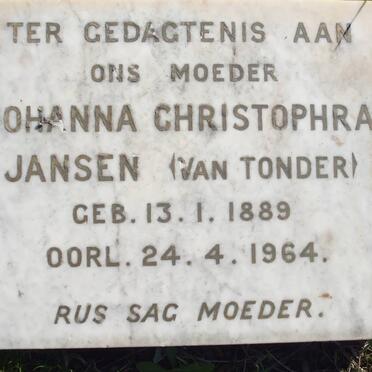 TER GEDAGTENIS AAN
ONS MOEDER
JOHANNA CHRISTOPHRA
JANSEN (VAN TONDER)
GEB. 13. 1. 1889
OORL. 24. 4. 1964.
RUS SAG MOEDER.